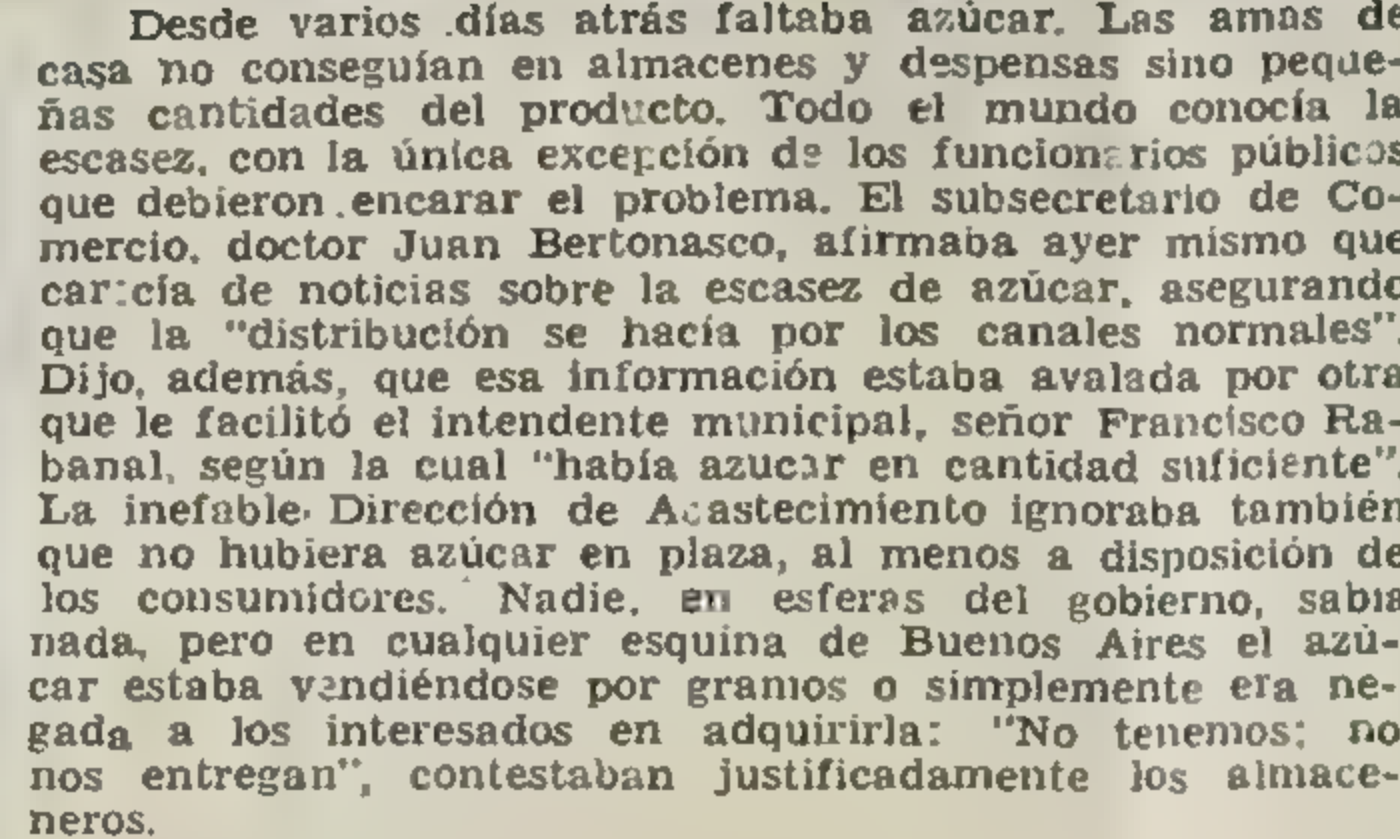 Desde varios días atrás faltaba azúcar. Las amas de
casa no conseguían en almacenes y despensas sino peque-
ñas cantidades del producto. Todo el mundo conocía la
escasez, con la única excepción de los funcionarios públicos
que debieron encarar el problema. El subsecretario de Co-
mercio, doctor Juan Bertonasco, afirmaba ayer mismo que
carecía de noticias sobre la escasez de azúcar, asegurando
que la "distribución se hacía por los canales normales".
Dijo, además, que esa información estaba avalada por otra
que le facilitó el intendente municipal, señor Francisco Ra-
banal, según la cual "había azucar en cantidad suficiente"
La inefable Dirección de Abastecimiento ignoraba también
que no hubiera azúcar en plaza, al menos a disposición de
los consumidores. Nadie, en esferas del gobierno, sabía
nada, pero en cualquier esquina de Buenos Aires el azú-
car estaba vendiéndose por gramos o simplemente era ne-
gada a los interesados en adquirirla: "No tenemos; no
nos entregan", contestaban justificadamente los almace-
neros.